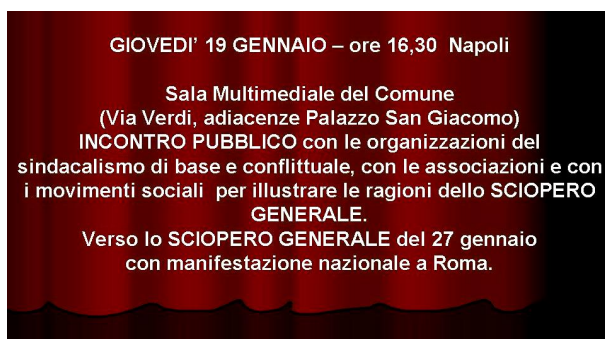 GIOVEDI’ 19 GENNAIO – ore 16,30 Napoli
Sala Multimediale del Comune
(Via Verdi, adiacenze Palazzo San Giacomo)
INCONTRO PUBBLICO con le organizzazioni del
sindacalismo di base e conflittuale, con le associazioni e con
i movimenti sociali per illustrare le ragioni dello SCIOPERO
GENERALE.
Verso lo SCIOPERO GENERALE del 27 gennaio
con manifestazione nazionale a Roma.